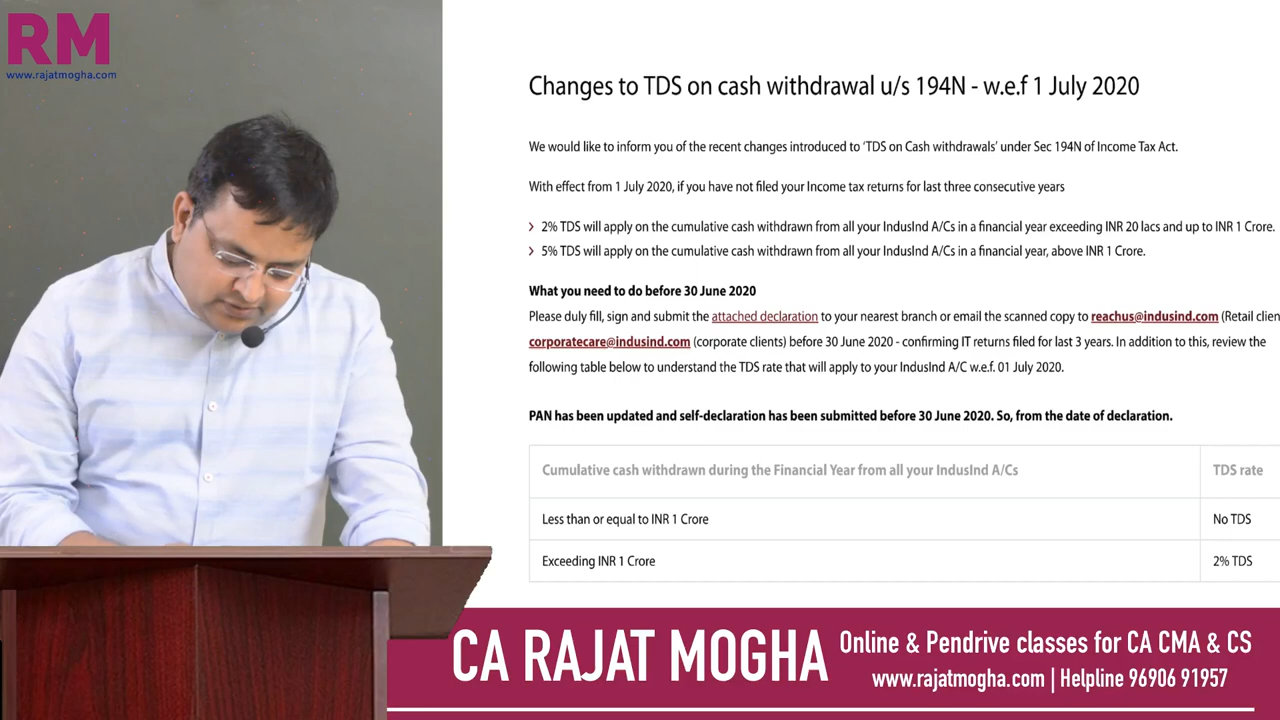 RM
www.rajatmogha.com
Changes to TDS on cash withdrawal u/s 194N - w.e.f 1 July 2020
We would like to inform you of the recent changes introduced to ‘TDS on Cash withdrawals’ under Sec 194N of Income Tax Act.
With effect from 1 July 2020, if you have not filed your Income tax returns for last three consecutive years
2% TDS will apply on the cumulative cash withdrawn from all your IndusInd A/Cs in a financial year exceeding INR 20 lacs and up to INR 1 Crore.
5% TDS will apply on the cumulative cash withdrawn from all your IndusInd A/Cs in a financial year, above INR 1 Crore.
What you need to do before 30 June 2020
Please duly fill, sign and submit the attached declaration to your nearest branch or email the scanned copy to reachus@indusind.com (Retail clien
corporatecare@indusind.com (corporate clients) before 30 June 2020 - confirming IT returns filed for last 3 years. In addition to this, review the
following table below to understand the TDS rate that will apply to your IndusInd A/C w.e.f. 01 July 2020.
PAN has been updated and self-declaration has been submitted before 30 June 2020. So, from the date of declaration.
Cumulative cash withdrawn during the Financial Year from all your IndusInd A/Cs TDS rate
Less than or equal to INR 1 Crore No TDS
Exceeding INR 1 Crore 2% TDS
CA RAJAT MOGHA
Online & Pendrive classes for CA CMA & CS
www.rajatmogha.com | Helpline 96906 91957